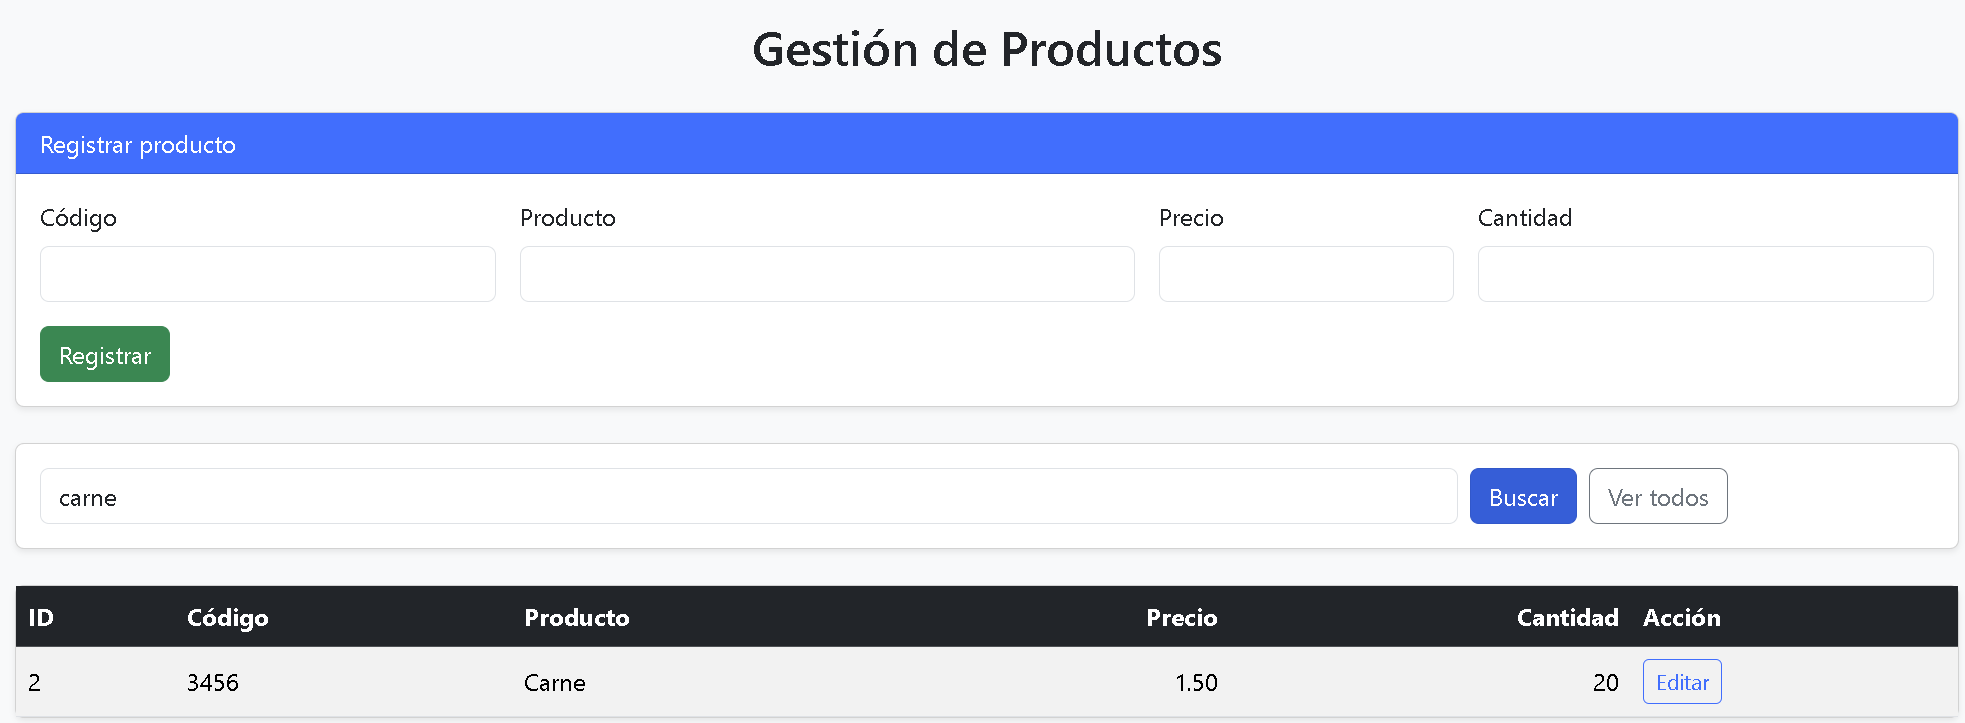 Gestión de Productos
Registrar producto
Código Producto Precio Cantidad
Registrar
carne Buscar Ver todos
ID Código Producto Precio Cantidad Acción
2 3456 Carne 1.50 20 Editar